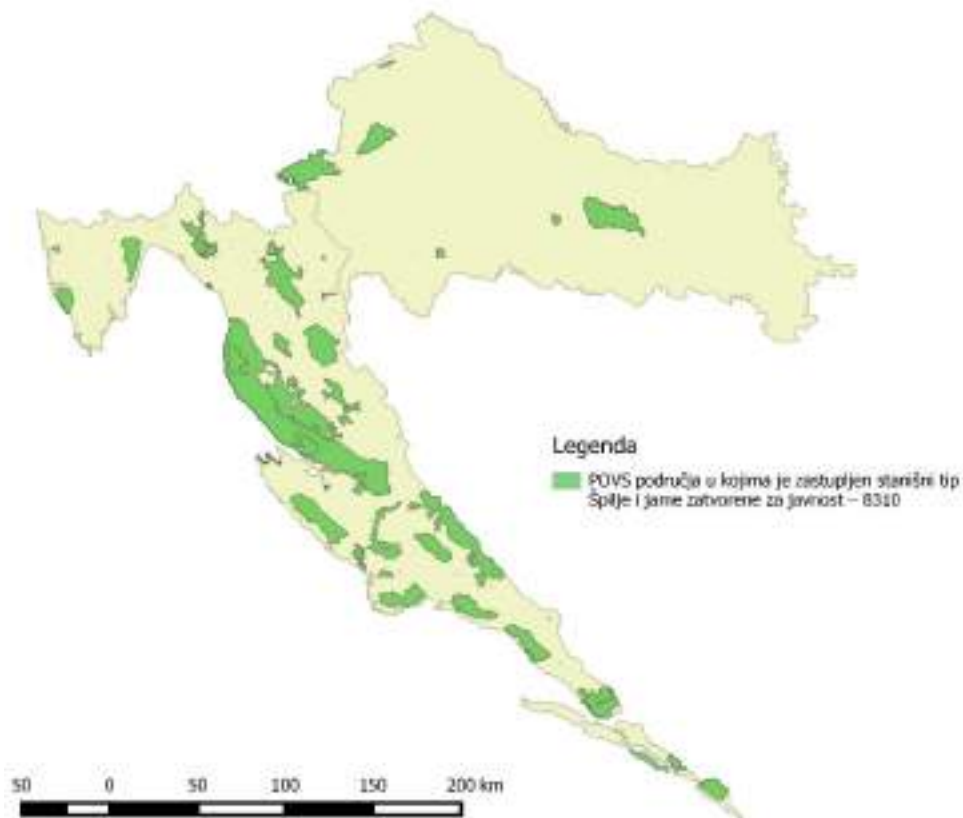 Legenda
POVS područja u kojima je zastupljen stanišni tip
Špilje i jame zatvorene za javnost – 8310
50 0 50 100 150 200 km